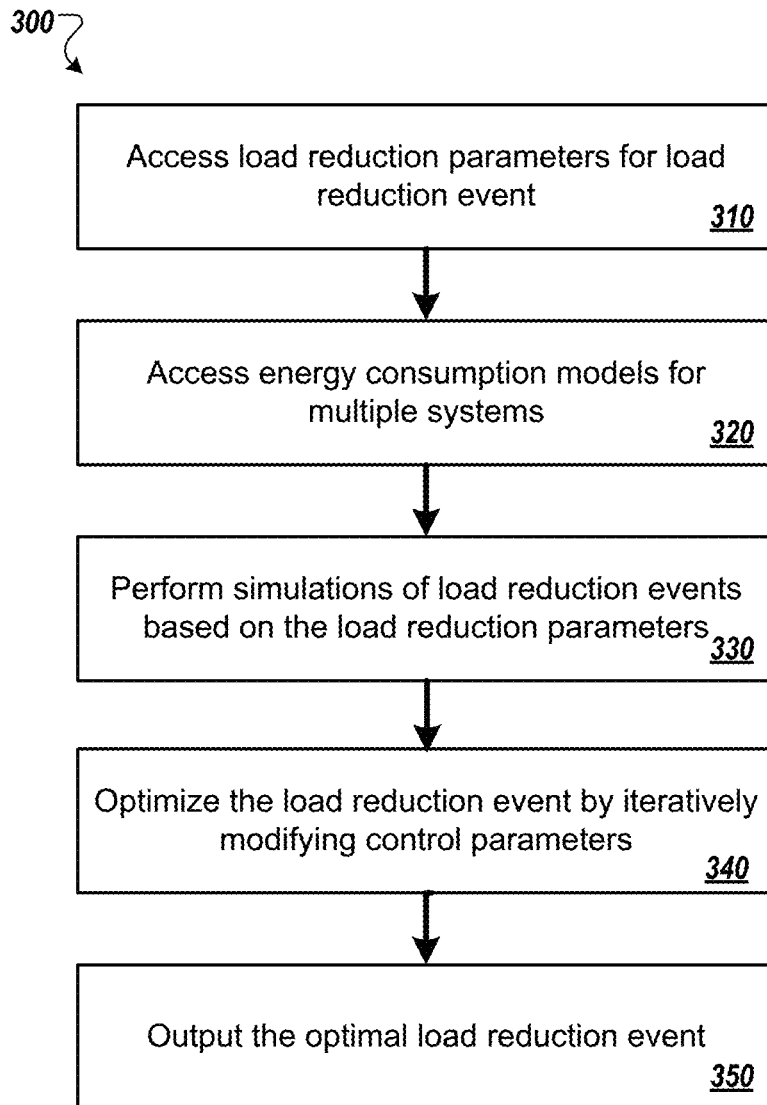 300
Access load reduction parameters for load
reduction event
310
Access energy consumption models for
multiple systems
320
Perform simulations of load reduction events
based on the load reduction parameters
330
Optimize the load reduction event by iteratively
modifying control parameters
340
Output the optimal load reduction event
350